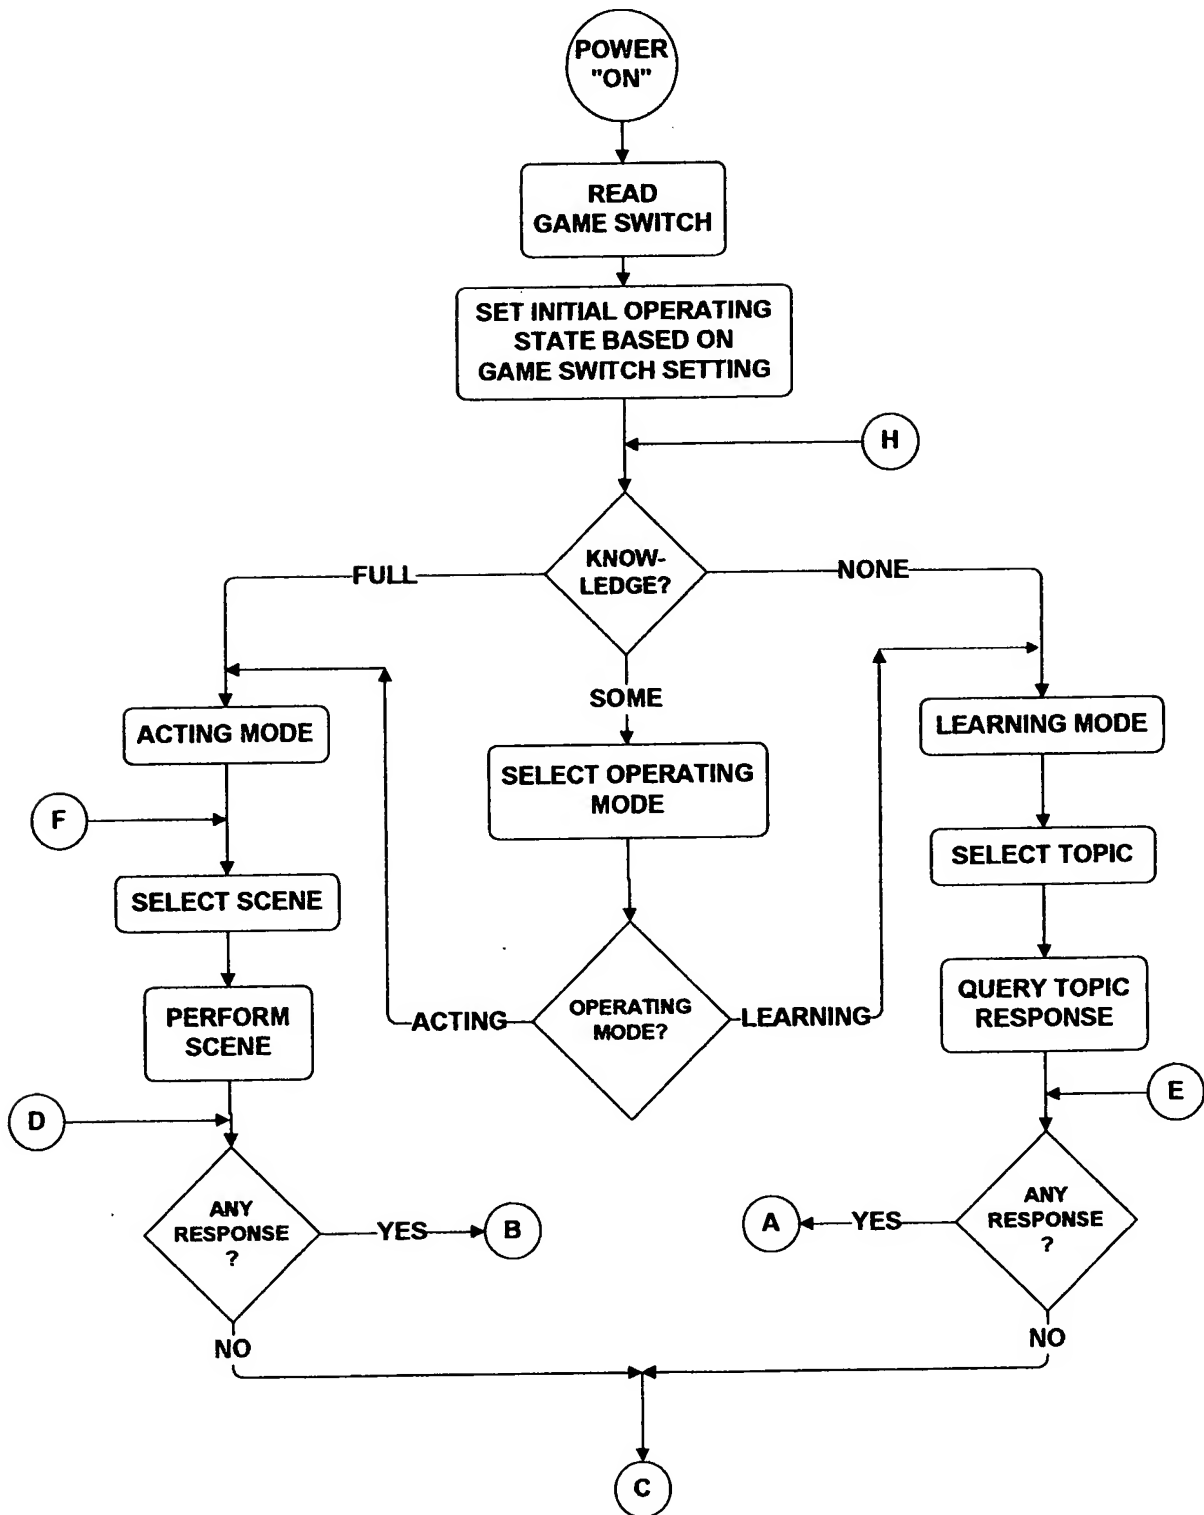 POWER
"ON"
READ
GAME SWITCH
SET INITIAL OPERATING
STATE BASED ON
GAME SWITCH SETTING
H
KNOW-
LEDGE?
FULL
NONE
SOME
ACTING MODE
SELECT OPERATING
MODE
LEARNING MODE
F
SELECT SCENE
SELECT TOPIC
PERFORM
SCENE
ACTING
OPERATING
MODE?
LEARNING
QUERY TOPIC
RESPONSE
D
E
ANY
RESPONSE
?
YES
B
A
YES
ANY
RESPONSE
?
NO
NO
C